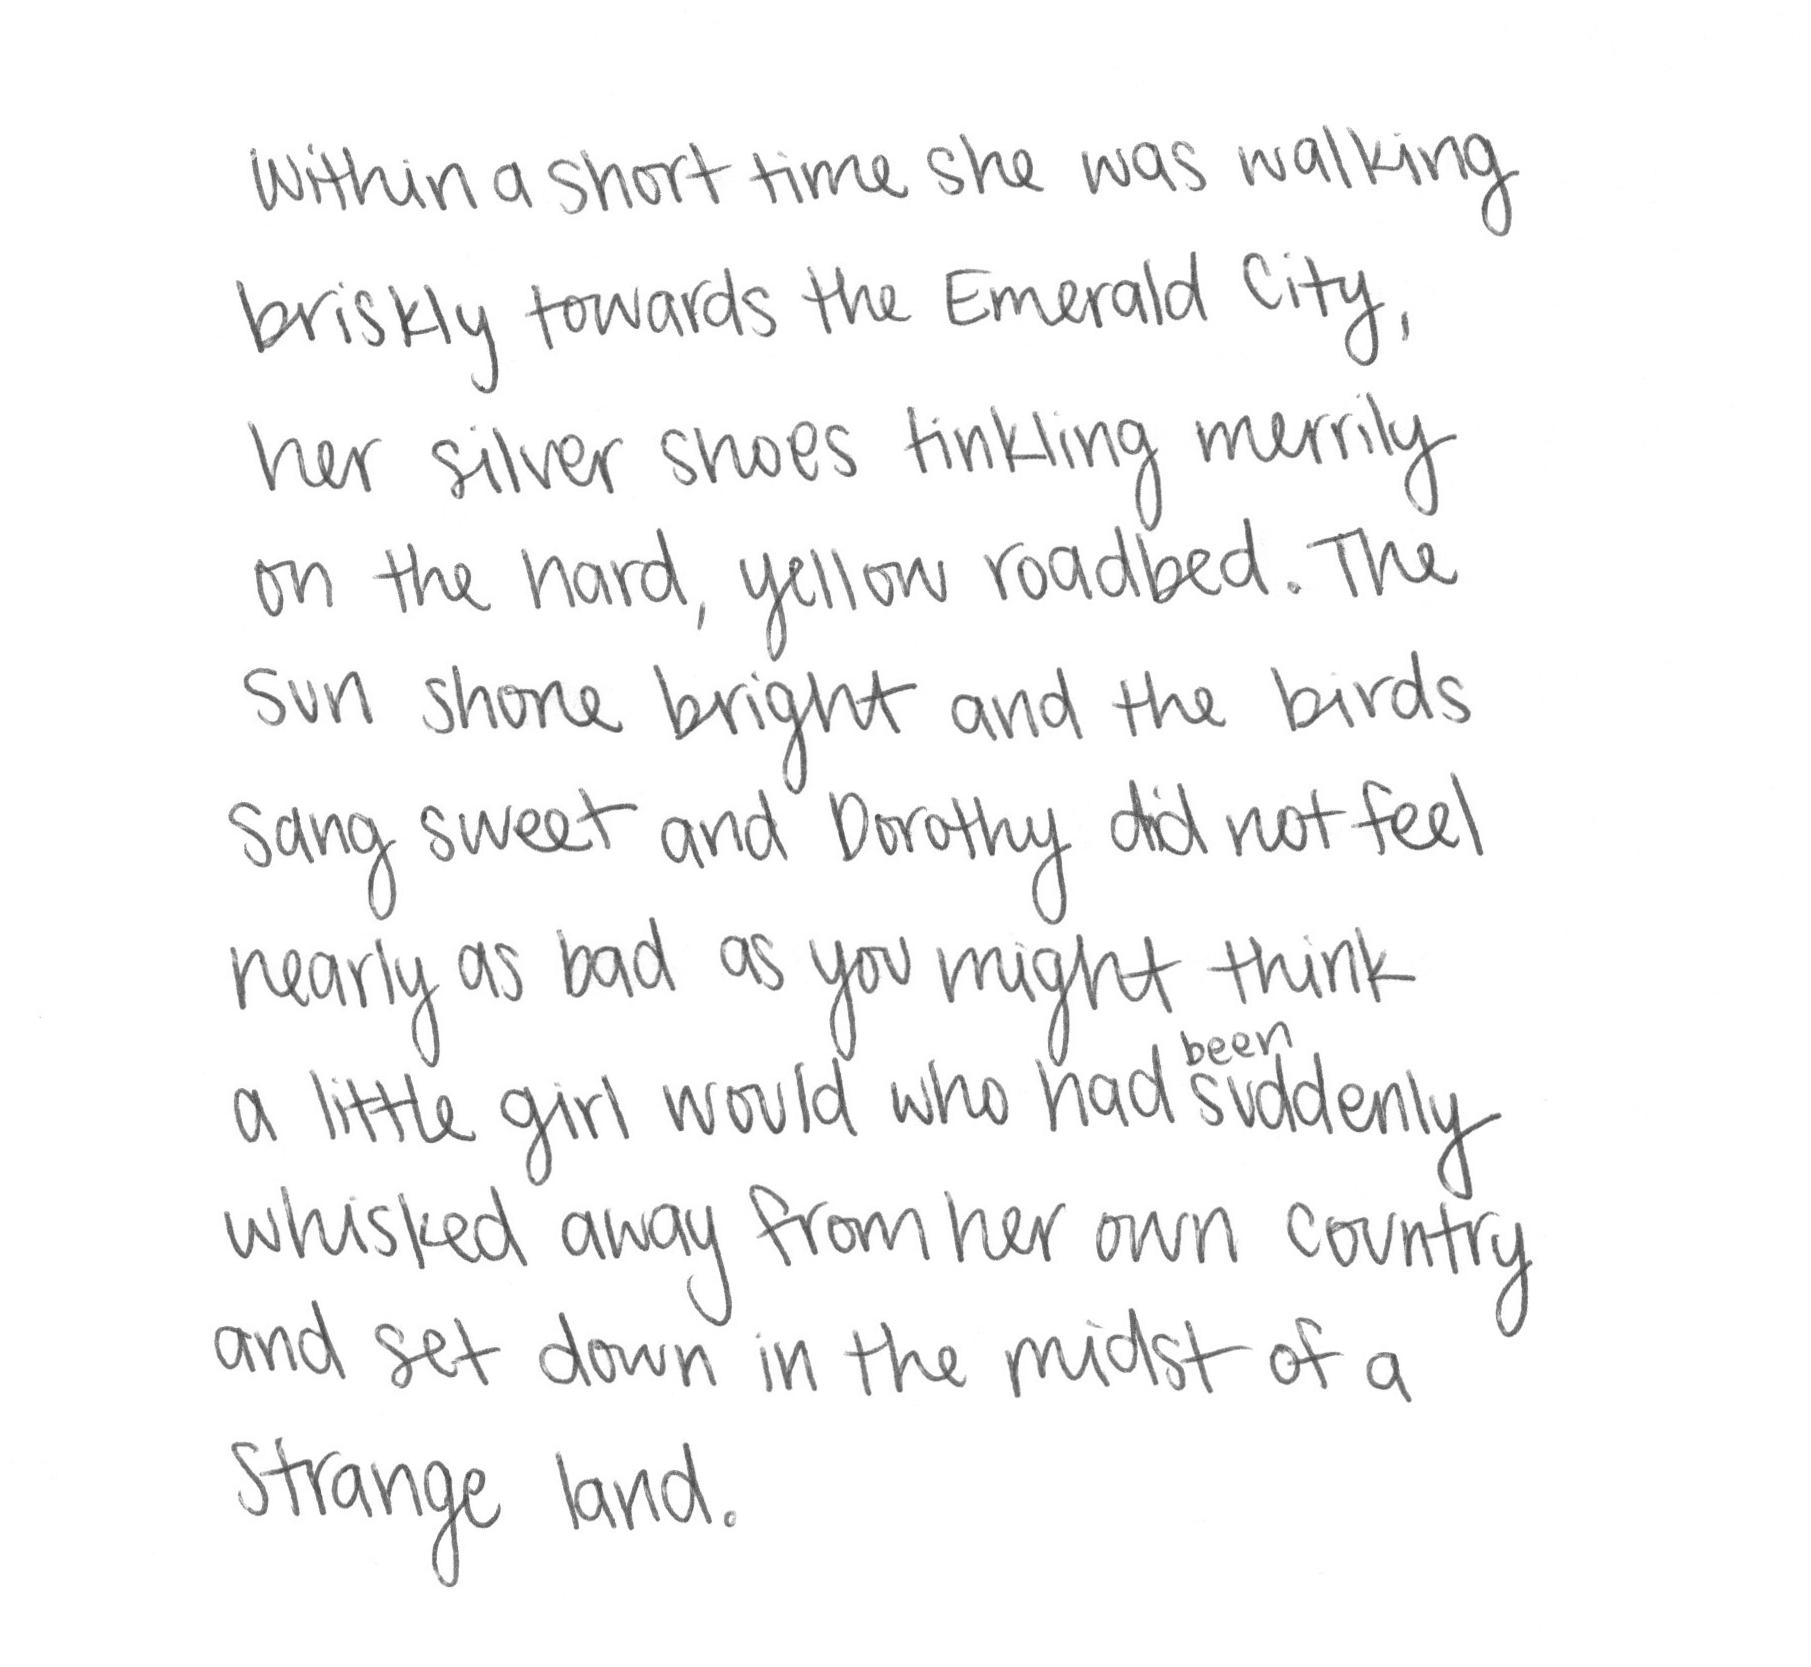 Within a short time she was walking
briskly towards the Emerald City,
her silver shoes tinkling merrily
on the hard, yellow roadbed. The
sun shone bright and the birds
sang sweet and Dorothy did not feel
nearly as bad as you might think
a little girl would who had been suddenly
whisked away from her own country
and set down in the midst of a
strange land.